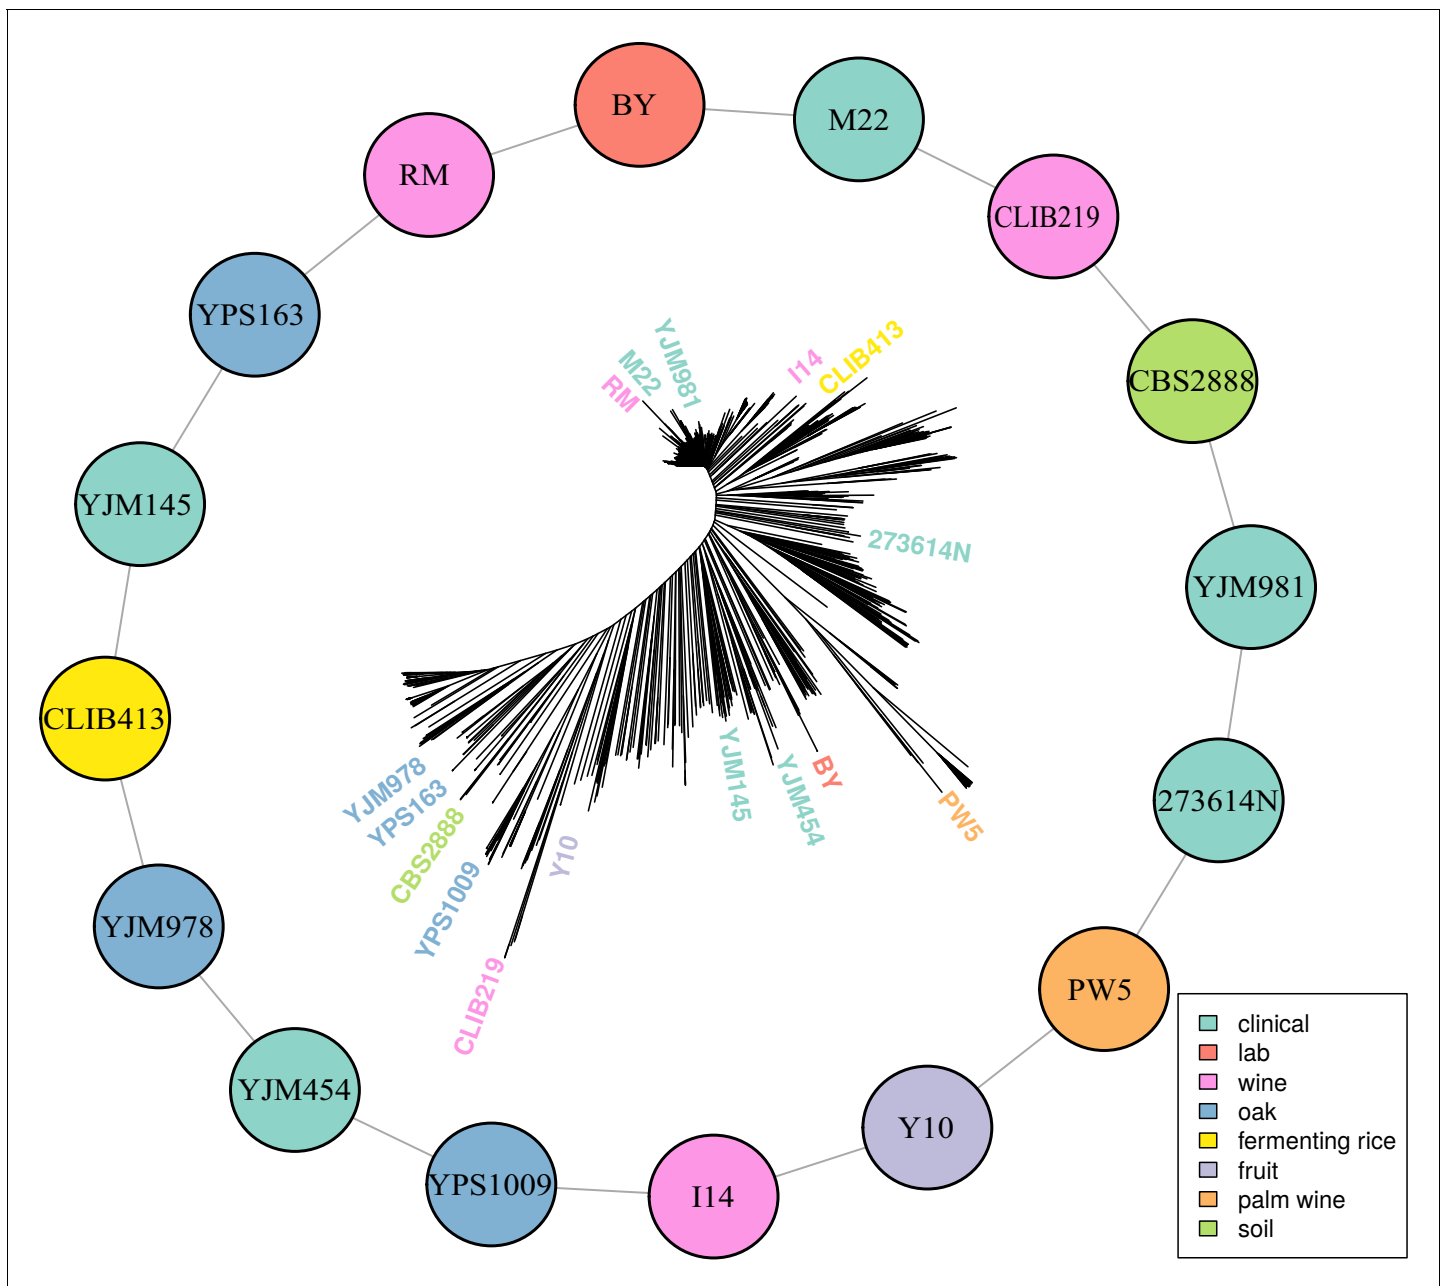 BY
M22
RM
CLIB219
YPS163
CBS2888
YJM145
YJM981
CLIB413
273614N
YJM978
PW5
YJM454
Y10
YPS1009
I14
RM
M22
YJM981
I14
CLIB413
273614N
YJM978
YPS163
CBS2888
YPS1009
CLIB219
Y10
YJM145
YJM454
BY
PW5
clinical
lab
wine
oak
fermenting rice
fruit
palm wine
soil